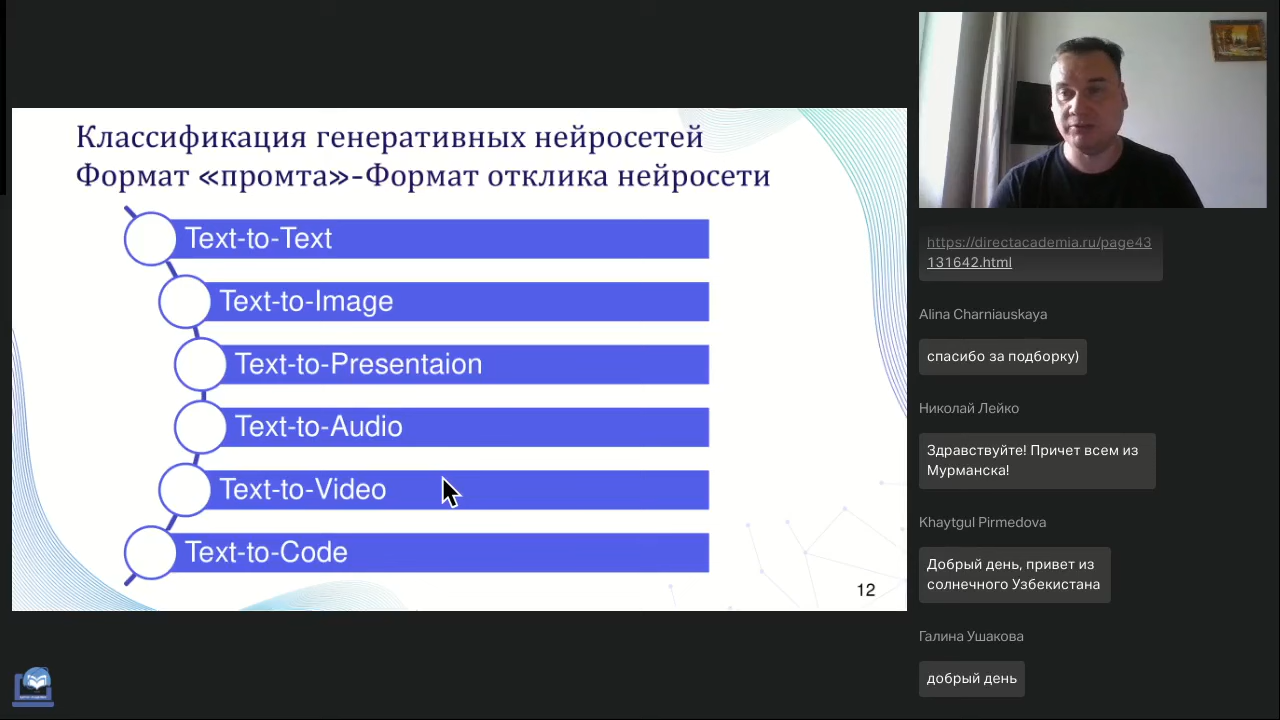 Классификация генеративных нейросетей
Формат «промта»-Формат отклика нейросети
Text-to-Text
Text-to-Image
Text-to-Presentaion
Text-to-Audio
Text-to-Video
Text-to-Code
12
https://directacademia.ru/page43
131642.html
Alina Charniauskaya
спасибо за подборку)
Николай Лейко
Здравствуйте! Причет всем из
Мурманска!
Khaytgul Pirmedova
Добрый день, привет из
солнечного Узбекистана
Галина Ушакова
добрый день